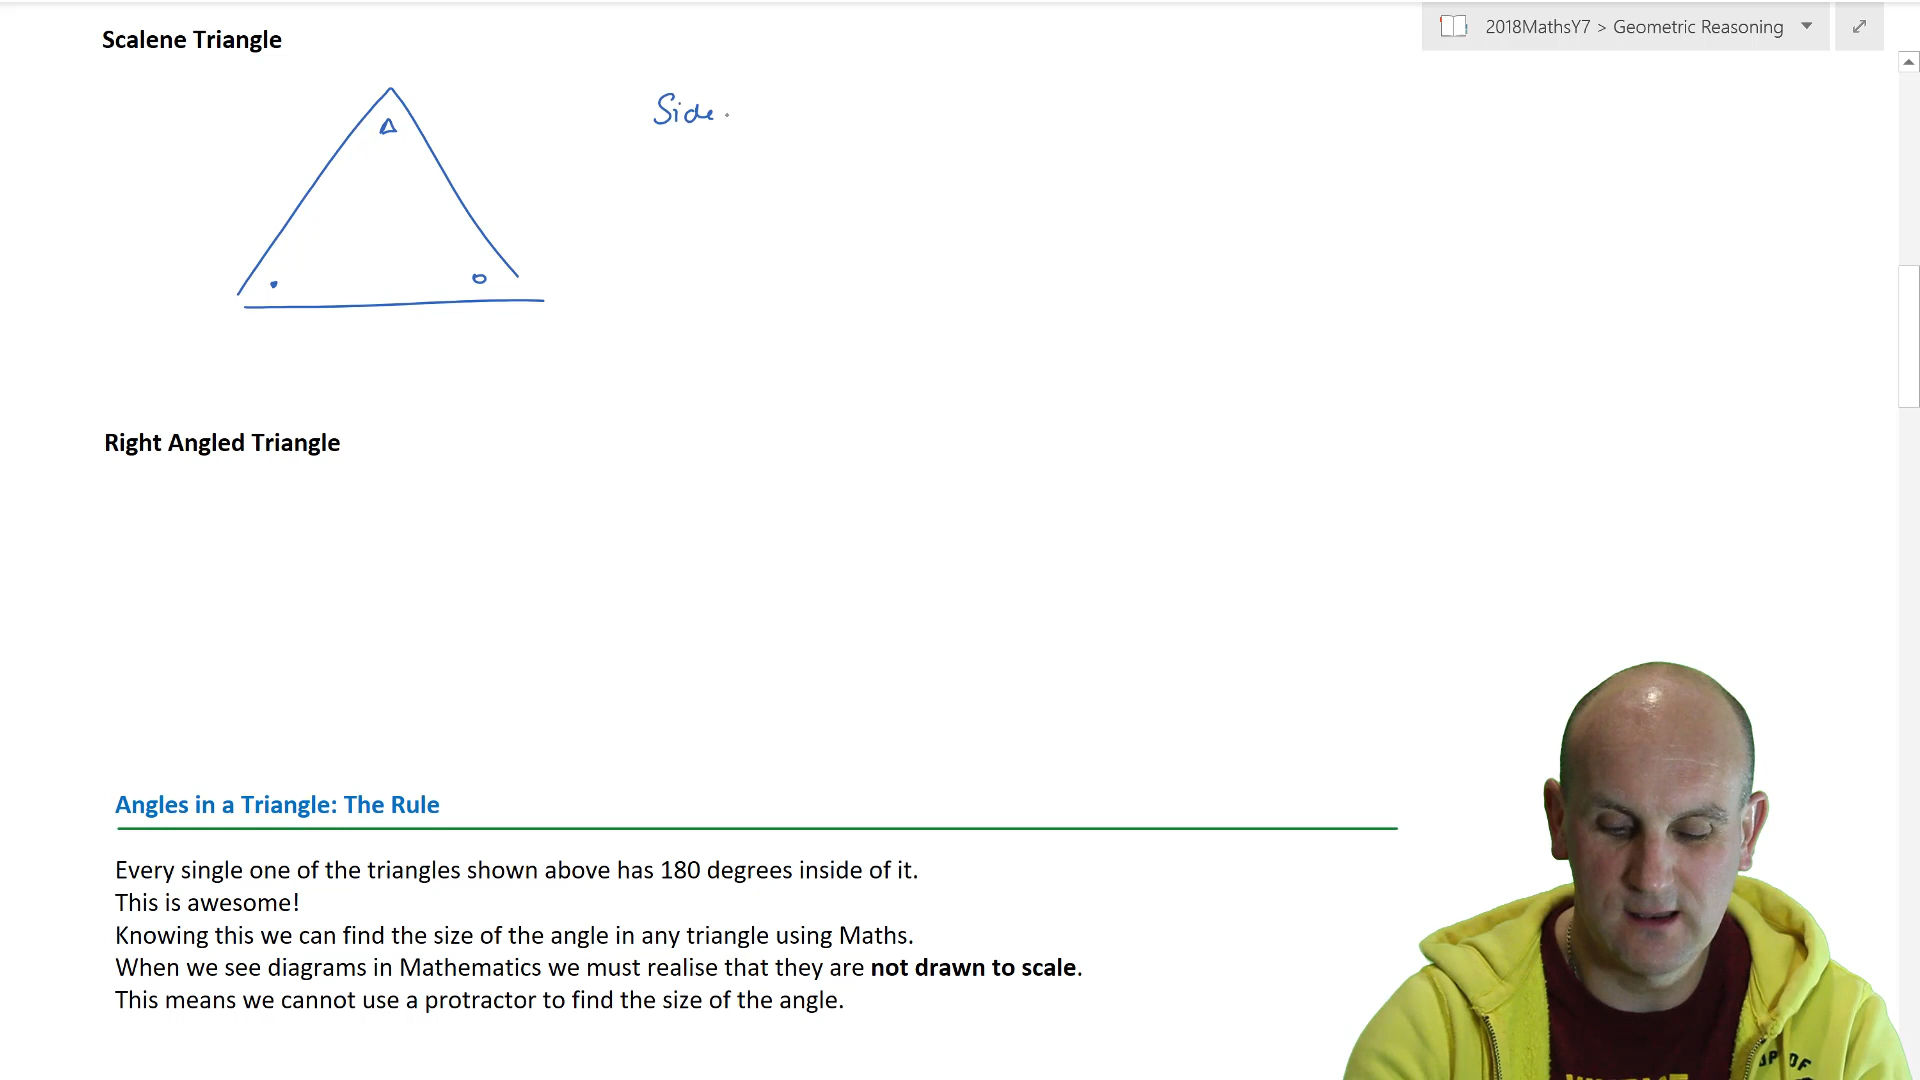 Scalene Triangle
2018MathsY7 > Geometric Reasoning
Side
Right Angled Triangle
Angles in a Triangle: The Rule
Every single one of the triangles shown above has 180 degrees inside of it.
This is awesome!
Knowing this we can find the size of the angle in any triangle using Maths.
When we see diagrams in Mathematics we must realise that they are not drawn to scale.
This means we cannot use a protractor to find the size of the angle.